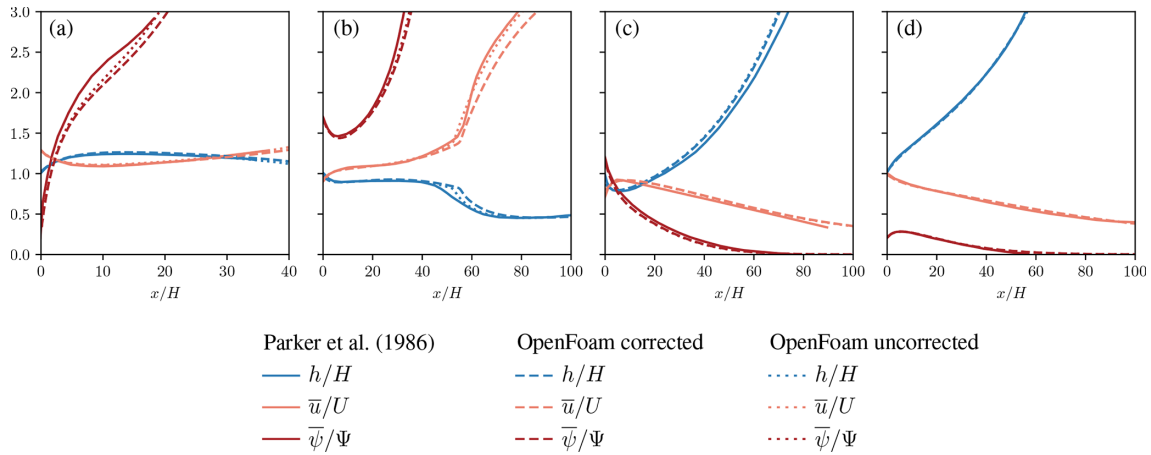 (a) (b) (c) (d)
3.0
2.5
2.0
1.5
1.0
0.5
0.0
0 10 20 30 40 0 20 40 60 80 100 0 20 40 60 80 100 0 20 40 60 80 100
x/H x/H x/H x/H
Parker et al. (1986) OpenFoam corrected OpenFoam uncorrected
h/H h/H h/H
u̅/U u̅/U u̅/U
ψ̅/Ψ ψ̅/Ψ ψ̅/Ψ